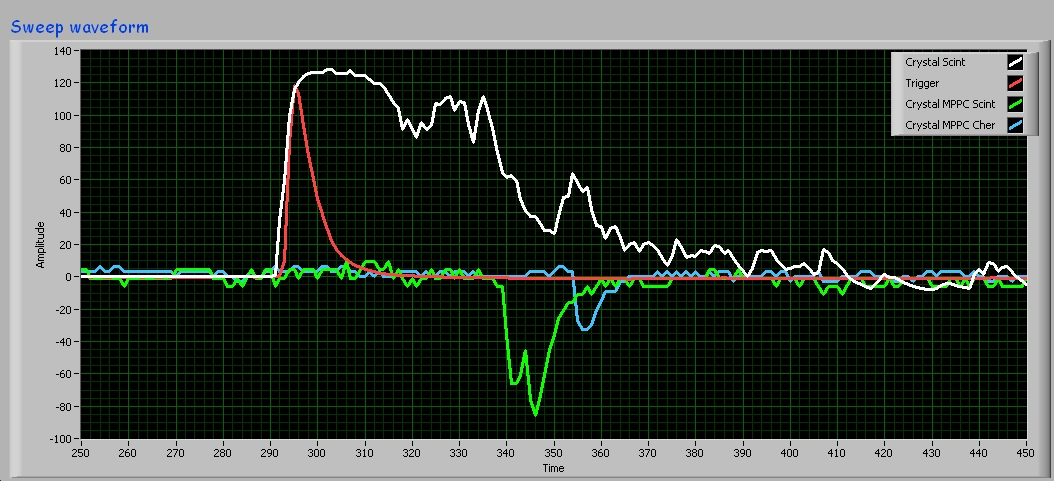 Sweep waveform
Crystal Scint
Trigger
Crystal MPPC Scint
Crystal MPPC Cher
Amplitude
140
120
100
80
60
40
20
0
-20
-40
-60
-80
-100
250 260 270 280 290 300 310 320 330 340 350 360 370 380 390 400 410 420 430 440 450
Time